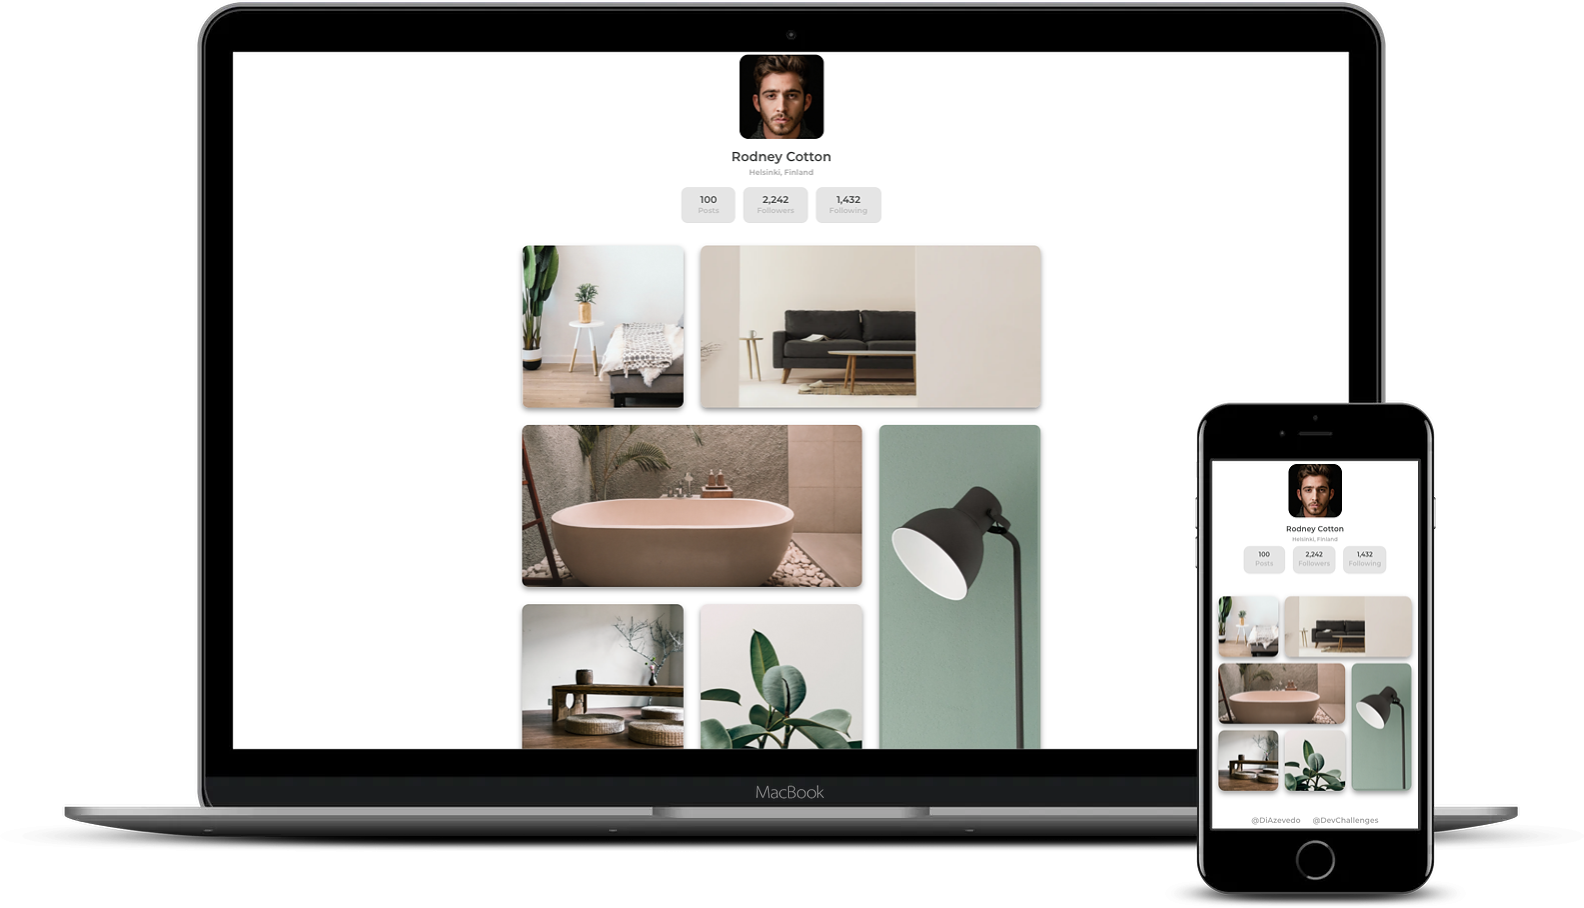 Rodney Cotton
Helsinki, Finland
100 2,242 1,432
Posts Followers Following
MacBook
Rodney Cotton
Helsinki, Finland
100 2,242 1,432
Posts Followers Following
@DiAzevedo @DevChallenges